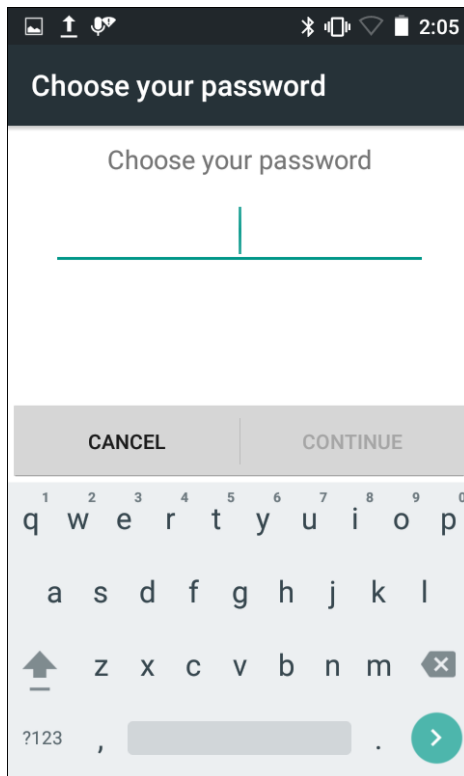 2:05
Choose your password
Choose your password
CANCEL CONTINUE
1 2 3 4 5 6 7 8 9 0
q w e r t y u i o p
a s d f g h j k l
z x c v b n m
?123 , .